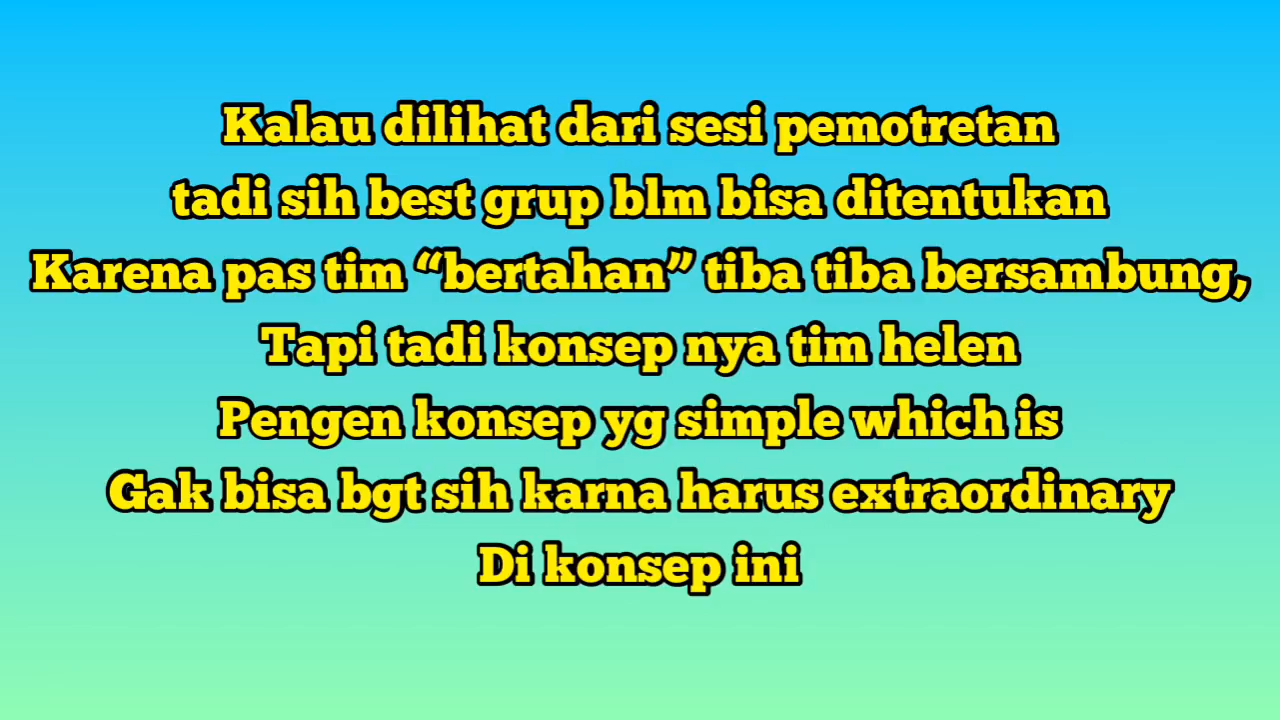 Kalau dilihat dari sesi pemotretan
tadi sih best grup blm bisa ditentukan
Karena pas tim “bertahan” tiba tiba bersambung,
Tapi tadi konsep nya tim helen
Pengen konsep yg simple which is
Gak bisa bgt sih karna harus extraordinary
Di konsep ini